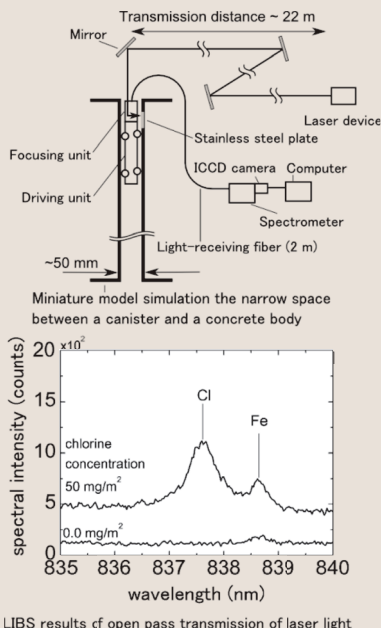 Transmission distance ~ 22 m
Mirror
Laser device
Stainless steel plate
Focusing unit
ICCD camera
Computer
Driving unit
Spectrometer
Light-receiving fiber (2 m)
~50 mm
Miniature model simulation the narrow space
between a canister and a concrete body
x10²
20
15
10
5
0
spectral intensity (counts)
Cl
Fe
chlorine
concentration
50 mg/m²
0.0 mg/m²
835 836 837 838 839 840
wavelength (nm)
LIBS results of open pass transmission of laser light